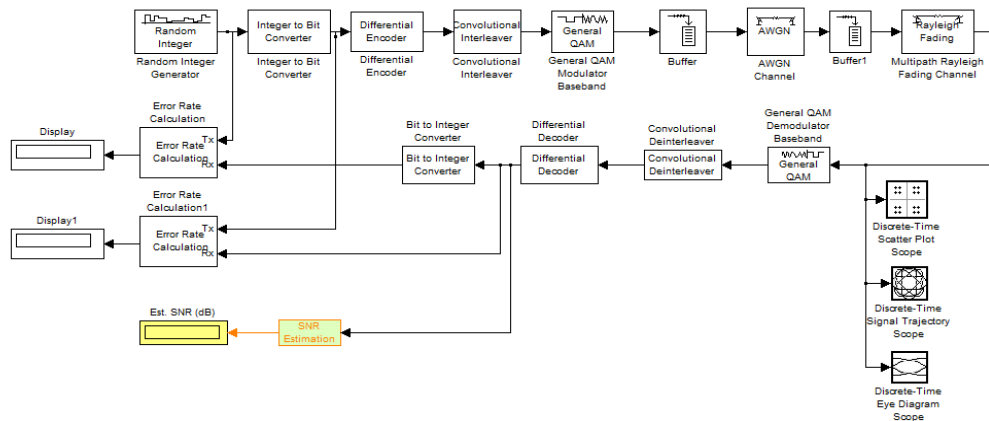 Random
Integer
Random Integer
Generator
Integer to Bit
Converter
Integer to Bit
Converter
Differential
Encoder
Differential
Encoder
Convolutional
Interleaver
Convolutional
Interleaver
General
QAM
General QAM
Modulator
Baseband
Buffer
AWGN
AWGN
Channel
Buffer1
Rayleigh
Fading
Multipath Rayleigh
Fading Channel
Display
Error Rate
Calculation
Error Rate
Calculation
Tx
Rx
Bit to Integer
Converter
Bit to Integer
Converter
Differential
Decoder
Differential
Decoder
Convolutional
Deinterleaver
Convolutional
Deinterleaver
General QAM
Demodulator
Baseband
General
QAM
Display1
Error Rate
Calculation1
Error Rate
Calculation
Tx
Rx
Discrete-Time
Scatter Plot
Scope
Est. SNR (dB)
SNR
Estimation
Discrete-Time
Signal Trajectory
Scope
Discrete-Time
Eye Diagram
Scope